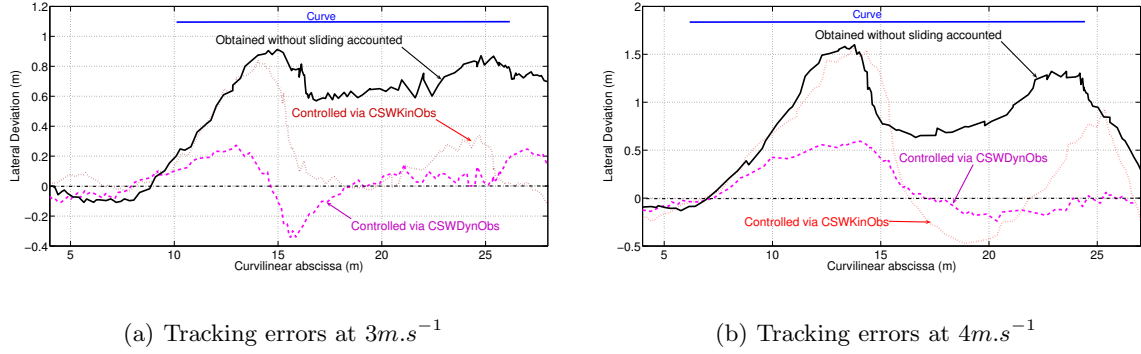 Curve
Obtained without sliding accounted
Controlled via CSWKinObs
Controlled via CSWDynObs
Lateral Deviation (m)
1.2
1
0.8
0.6
0.4
0.2
0
−0.2
−0.4
5
10
15
20
25
Curvilinear abscissa (m)
(a) Tracking errors at 3m.s−1
Curve
Obtained without sliding accounted
Controlled via CSWDynObs
Controlled via CSWKinObs
Lateral Deviation (m)
2
1.5
1
0.5
0
−0.5
5
10
15
20
25
Curvilinear abscissa (m)
(b) Tracking errors at 4m.s−1